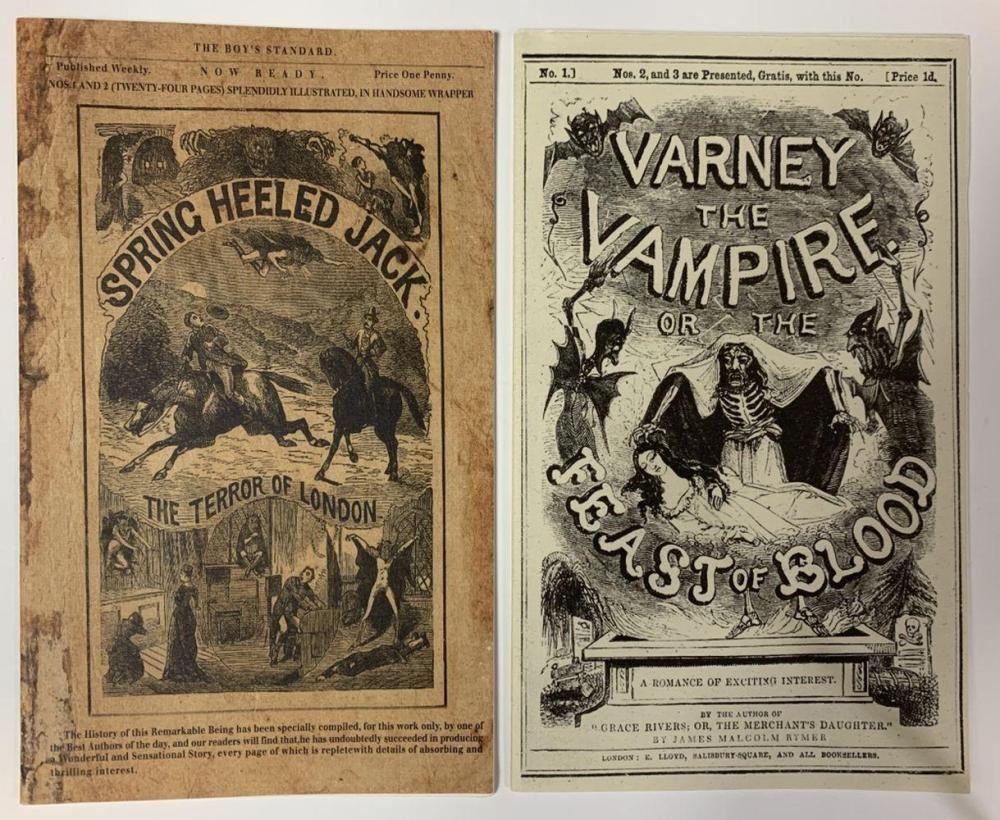 THE BOY'S STANDARD.
Published Weekly. NOW READY. Price One Penny.
NOS. 1 AND 2 (TWENTY-FOUR PAGES) SPLENDIDLY ILLUSTRATED, IN HANDSOME WRAPPER
SPRING HEELED JACK.
THE TERROR OF LONDON
The History of this Remarkable Being has been specially compiled, for this work only, by one of
the Best Authors of the day, and our readers will find that,he has undoubtedly succeeded in producing
a Wonderful and Sensational Story, every page of which is repletewith details of absorbing and
thrilling interest.
No. 1.] Nos. 2, and 3 are Presented, Gratis, with this No. [Price 1d.
VARNEY
THE
VAMPIRE.
OR THE
FEAST OF BLOOD
A ROMANCE OF EXCITING INTEREST.
BY THE AUTHOR OF
"GRACE RIVERS; OR, THE MERCHANT'S DAUGHTER."
BY JAMES MALCOLM RYMER
LONDON: E. LLOYD, SALISBURY-SQUARE, AND ALL BOOKSELLERS.